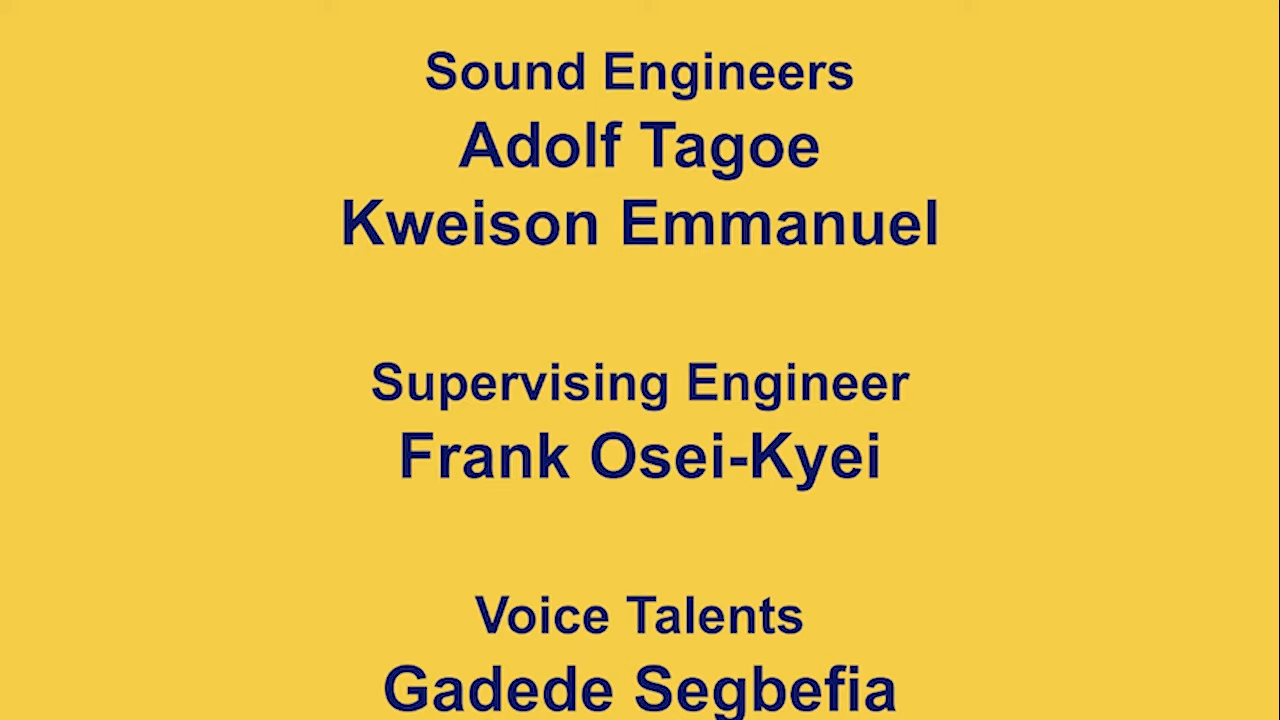 Sound Engineers
Adolf Tagoe
Kweison Emmanuel
Supervising Engineer
Frank Osei-Kyei
Voice Talents
Gadede Segbefia